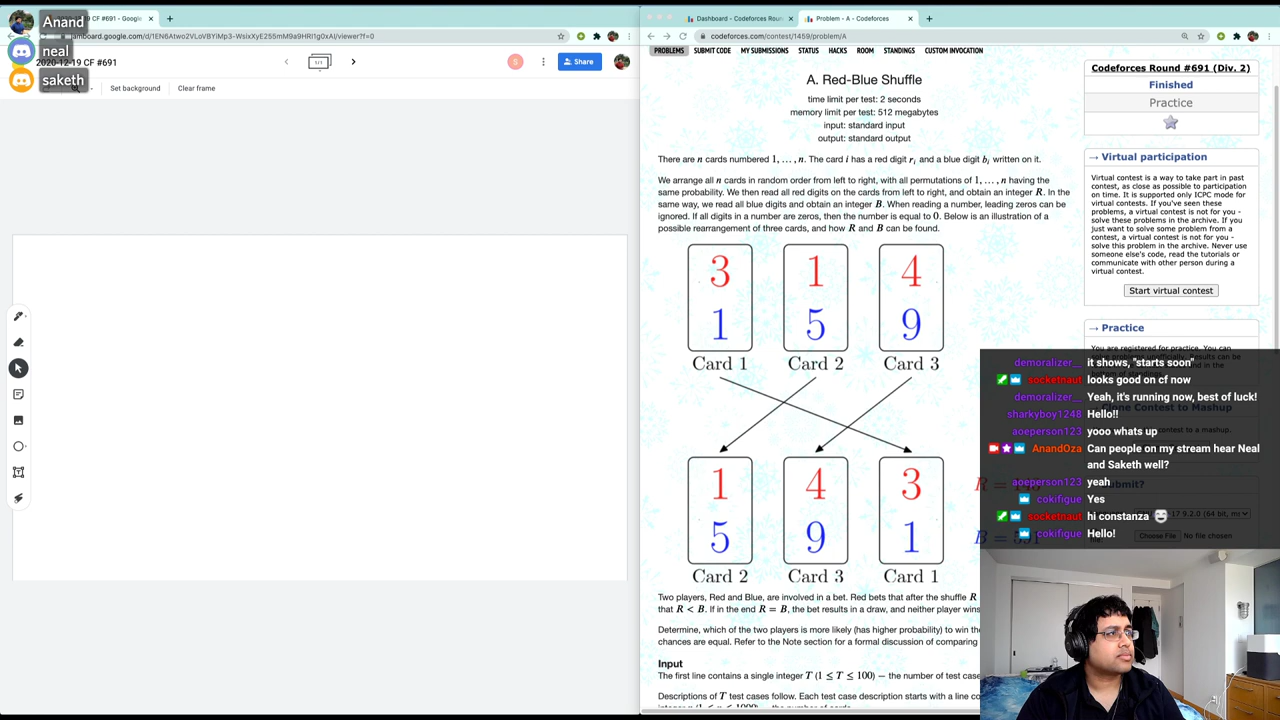 Anand
neal
saketh
2020-12-19 CF #691
1/1
S
Share
Set background
Clear frame
Dashboard - Codeforces Roun
Problem - A - Codeforces
codeforces.com/contest/1459/problem/A
PROBLEMS SUBMIT CODE MY SUBMISSIONS STATUS HACKS ROOM STANDINGS CUSTOM INVOCATION
A. Red-Blue Shuffle
time limit per test: 2 seconds
memory limit per test: 512 megabytes
input: standard input
output: standard output
There are n cards numbered 1, …, n. The card i has a red digit rᵢ and a blue digit bᵢ written on it.
We arrange all n cards in random order from left to right, with all permutations of 1, …, n having the
same probability. We then read all red digits on the cards from left to right, and obtain an integer R. In the
same way, we read all blue digits and obtain an integer B. When reading a number, leading zeros can be
ignored. If all digits in a number are zeros, then the number is equal to 0. Below is an illustration of a
possible rearrangement of three cards, and how R and B can be found.
3 1 4
1 5 9
Card 1 Card 2 Card 3
1 4 3
5 9 1
Card 2 Card 3 Card 1
Two players, Red and Blue, are involved in a bet. Red bets that after the shuffle R
that R < B. If in the end R = B, the bet results in a draw, and neither player wins
Determine, which of the two players is more likely (has higher probability) to win the
chances are equal. Refer to the Note section for a formal discussion of comparing
Input
The first line contains a single integer T (1 ≤ T ≤ 100) — the number of test case
Descriptions of T test cases follow. Each test case description starts with a line co
Codeforces Round #691 (Div. 2)
Finished
Practice
→ Virtual participation
Virtual contest is a way to take part in past
contest, as close as possible to participation
on time. It is supported only ICPC mode for
virtual contests. If you've seen these
problems, a virtual contest is not for you -
solve these problems in the archive. If you
just want to solve some problem from a
contest, a virtual contest is not for you -
solve this problem in the archive. Never use
someone else's code, read the tutorials or
communicate with other person during a
virtual contest.
Start virtual contest
→ Practice
demoralizer__ it shows, "starts soon"
socketnaut looks good on cf now
demoralizer__ Yeah, it's running now, best of luck!
sharkyboy1248 Hello!!
aoeperson123 yooo whats up
AnandOza Can people on my stream hear Neal
and Saketh well?
aoeperson123 yeah
cokifigue Yes
socketnaut hi constanza
cokifigue Hello!
Choose File No file chosen